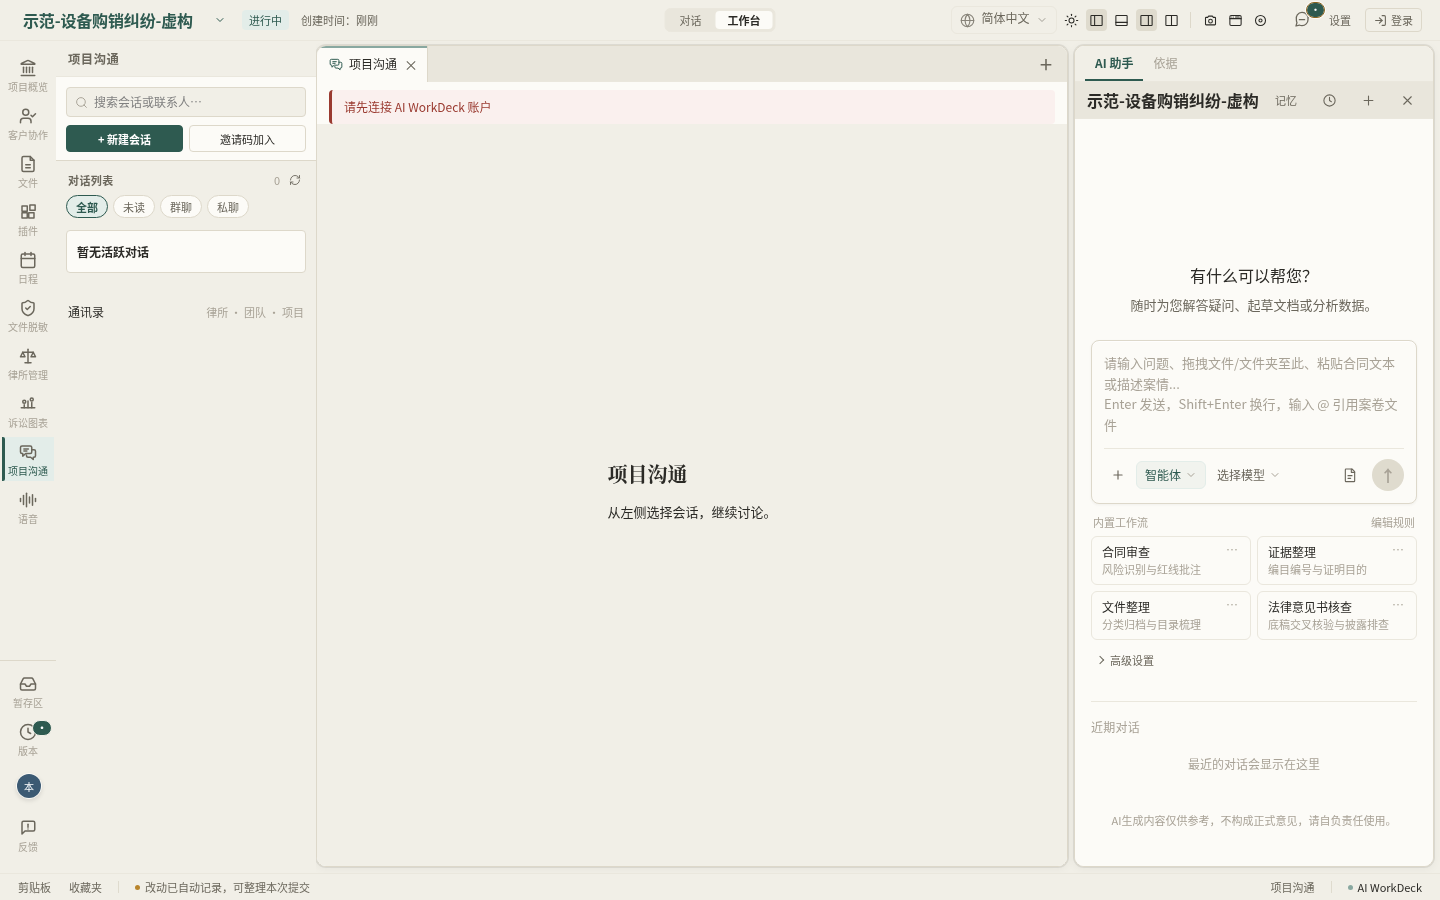 示范-设备购销纠纷-虚构
进行中
创建时间：刚刚
对话
工作台
简体中文
设置
登录
项目概览
客户协作
文件
插件
日程
文件脱敏
律所管理
诉讼图表
项目沟通
语音
暂存区
版本
本
反馈
项目沟通
搜索会话或联系人…
+ 新建会话
邀请码加入
对话列表
0
全部
未读
群聊
私聊
暂无活跃对话
通讯录
律所 · 团队 · 项目
项目沟通
请先连接 AI WorkDeck 账户
项目沟通
从左侧选择会话，继续讨论。
AI 助手
依据
示范-设备购销纠纷-虚构
记忆
有什么可以帮您？
随时为您解答疑问、起草文档或分析数据。
请输入问题、拖拽文件/文件夹至此、粘贴合同文本
或描述案情...
Enter 发送，Shift+Enter 换行，输入 @ 引用案卷文
件
智能体
选择模型
内置工作流
编辑规则
合同审查
风险识别与红线批注
证据整理
编目编号与证明目的
文件整理
分类归档与目录梳理
法律意见书核查
底稿交叉核验与披露排查
高级设置
近期对话
最近的对话会显示在这里
AI生成内容仅供参考，不构成正式意见，请自负责任使用。
剪贴板
收藏夹
改动已自动记录，可整理本次提交
项目沟通
AI WorkDeck